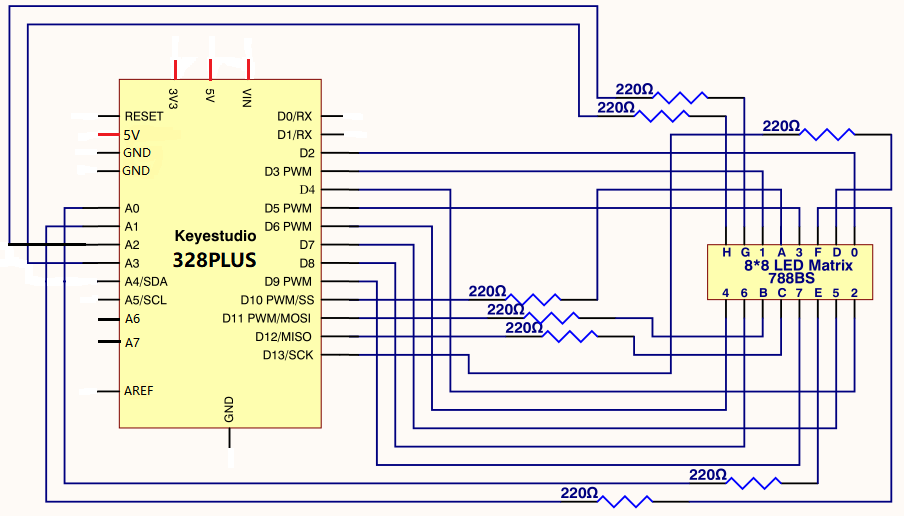 220Ω
220Ω
220Ω
3V3
5V
VIN
RESET
5V
GND
GND
A0
A1
A2
A3
A4/SDA
A5/SCL
A6
A7
AREF
GND
Keyestudio
328PLUS
D0/RX
D1/RX
D2
D3 PWM
D4
D5 PWM
D6 PWM
D7
D8
D9 PWM
D10 PWM/SS
D11 PWM/MOSI
D12/MISO
D13/SCK
220Ω
220Ω
220Ω
H G 1 A 3 F D 0
8*8 LED Matrix
788BS
4 6 B C 7 E 5 2
220Ω
220Ω